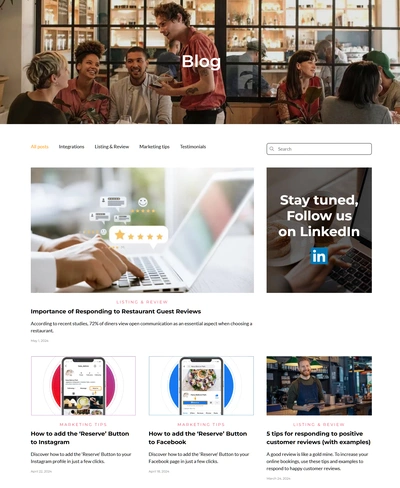 Blog
All posts
Integrations
Listing & Review
Marketing tips
Testimonials
Search
Stay tuned,
Follow us
on LinkedIn
in
LISTING & REVIEW
Importance of Responding to Restaurant Guest Reviews
According to recent studies, 72% of diners view open communication as an essential aspect when choosing a
restaurant.
May 1, 2024
MARKETING TIPS
How to add the ‘Reserve’ Button
to Instagram
Discover how to add the ‘Reserve’ Button to your
Instagram profile in just a few clicks.
April 22, 2024
MARKETING TIPS
How to add the ‘Reserve’ Button
to Facebook
Discover how to add the ‘Reserve’ Button to your
Facebook page in just a few clicks.
April 19, 2024
LISTING & REVIEW
5 tips for responding to positive
customer reviews (with examples)
A good review is like a gold mine. To increase your
online bookings, use these tips and examples to
respond to happy customer reviews.